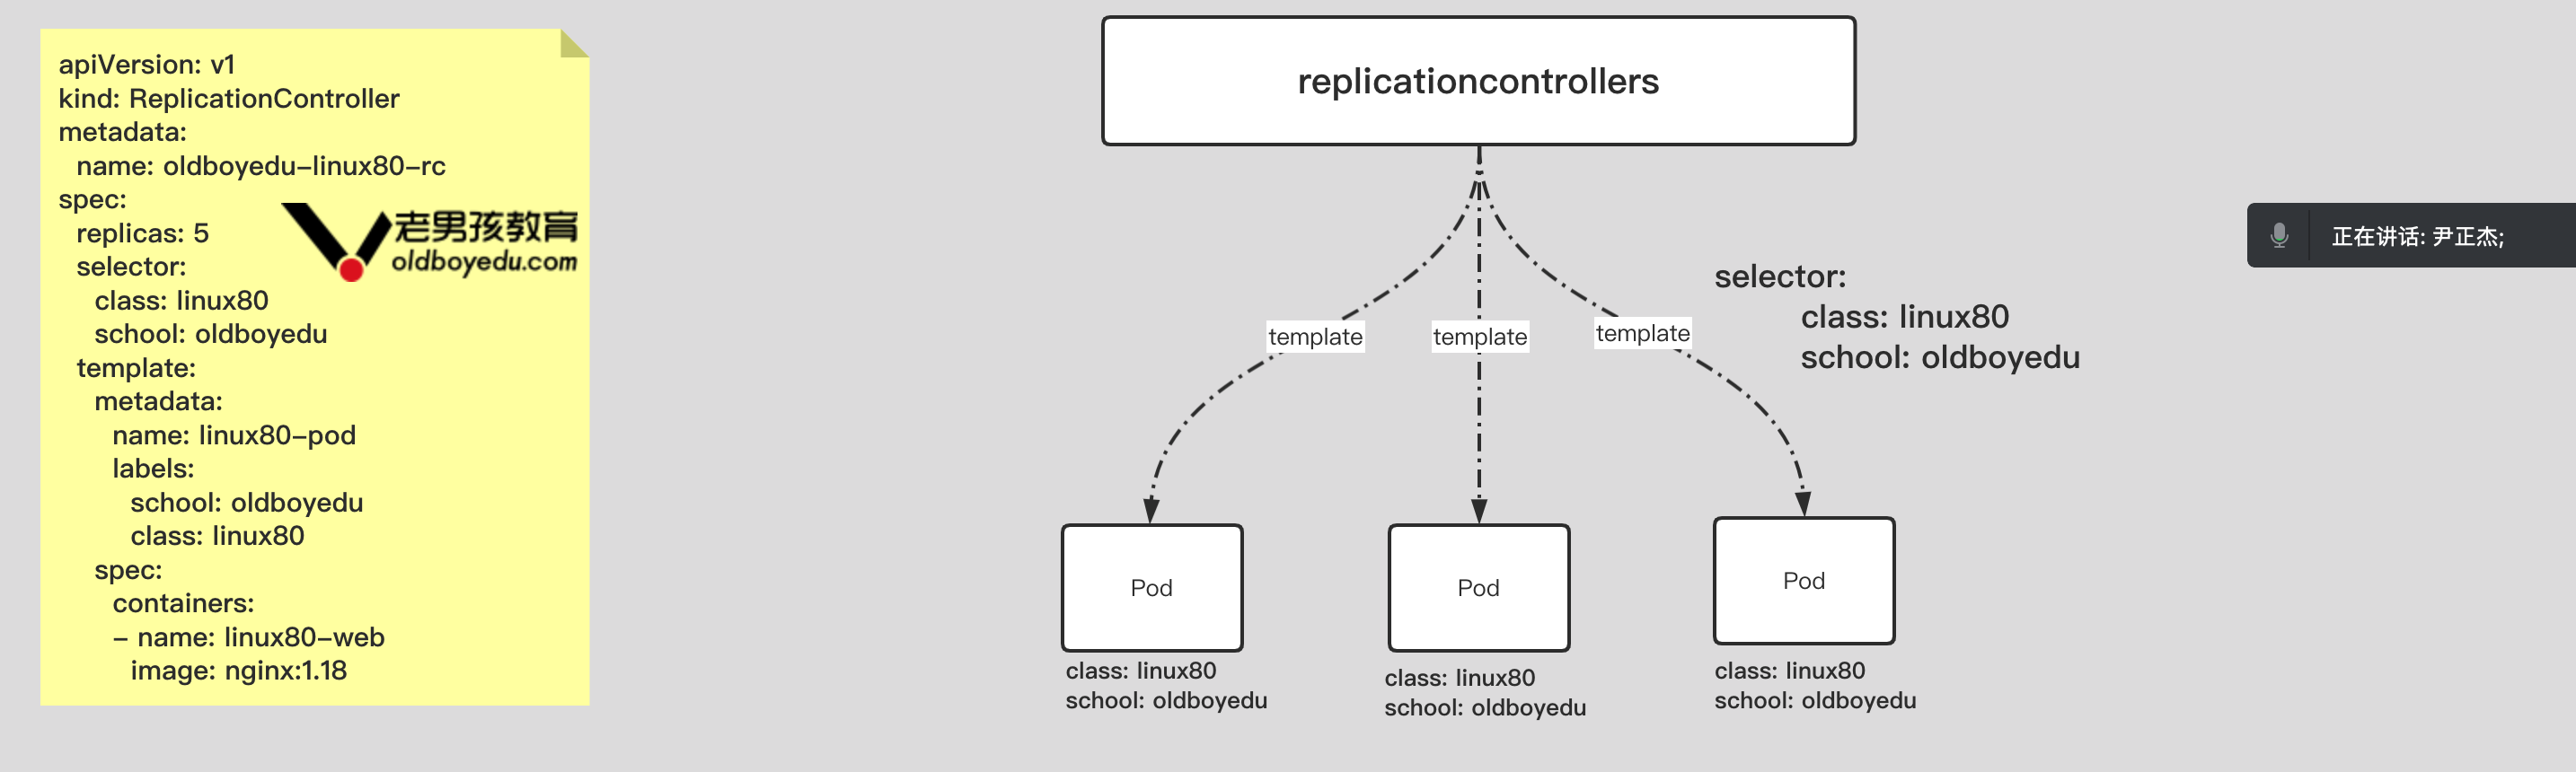 apiVersion: v1
kind: ReplicationController
metadata:
  name: oldboyedu-linux80-rc
spec:
  replicas: 5
  selector:
    class: linux80
    school: oldboyedu
  template:
    metadata:
      name: linux80-pod
      labels:
        school: oldboyedu
        class: linux80
    spec:
      containers:
      - name: linux80-web
        image: nginx:1.18
老男孩教育
oldboyedu.com
replicationcontrollers
template
template
template
selector:
    class: linux80
    school: oldboyedu
Pod
class: linux80
school: oldboyedu
Pod
class: linux80
school: oldboyedu
Pod
class: linux80
school: oldboyedu
正在讲话: 尹正杰;